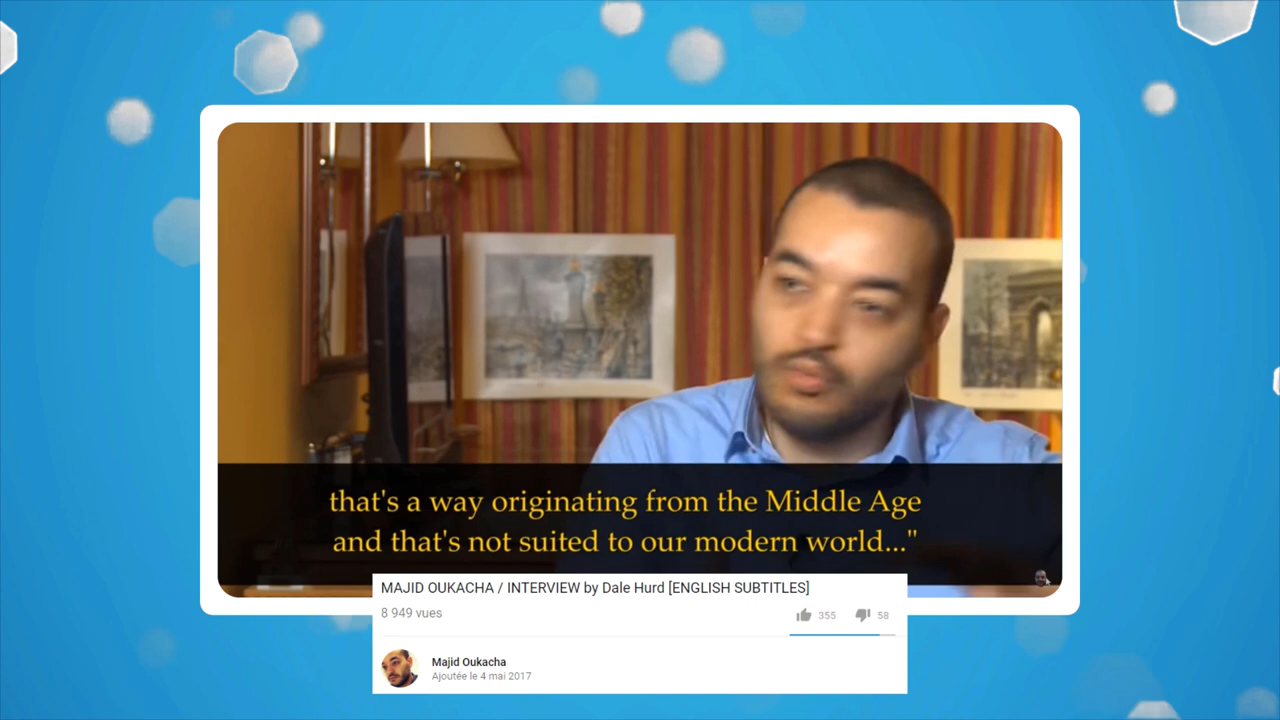 that's a way originating from the Middle Age
and that's not suited to our modern world..."
MAJID OUKACHA / INTERVIEW by Dale Hurd [ENGLISH SUBTITLES]
8 949 vues
355 58
Majid Oukacha
Ajoutée le 4 mai 2017